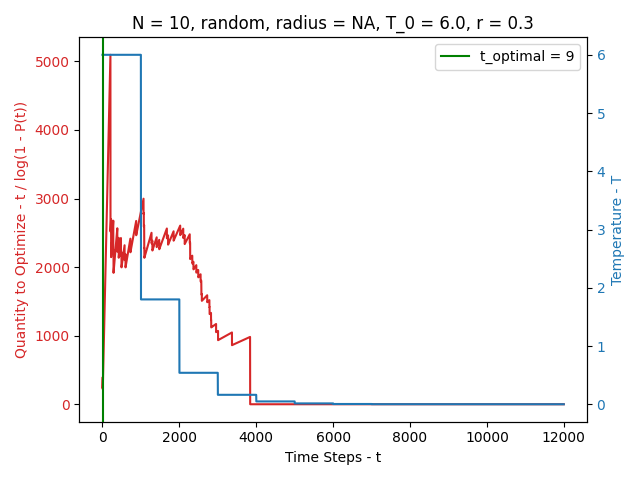 N = 10, random, radius = NA, T_0 = 6.0, r = 0.3
t_optimal = 9
Quantity to Optimize - t / log(1 - P(t))
5000
4000
3000
2000
1000
0
6
5
4
3
2
1
0
Temperature - T
0 2000 4000 6000 8000 10000 12000
Time Steps - t